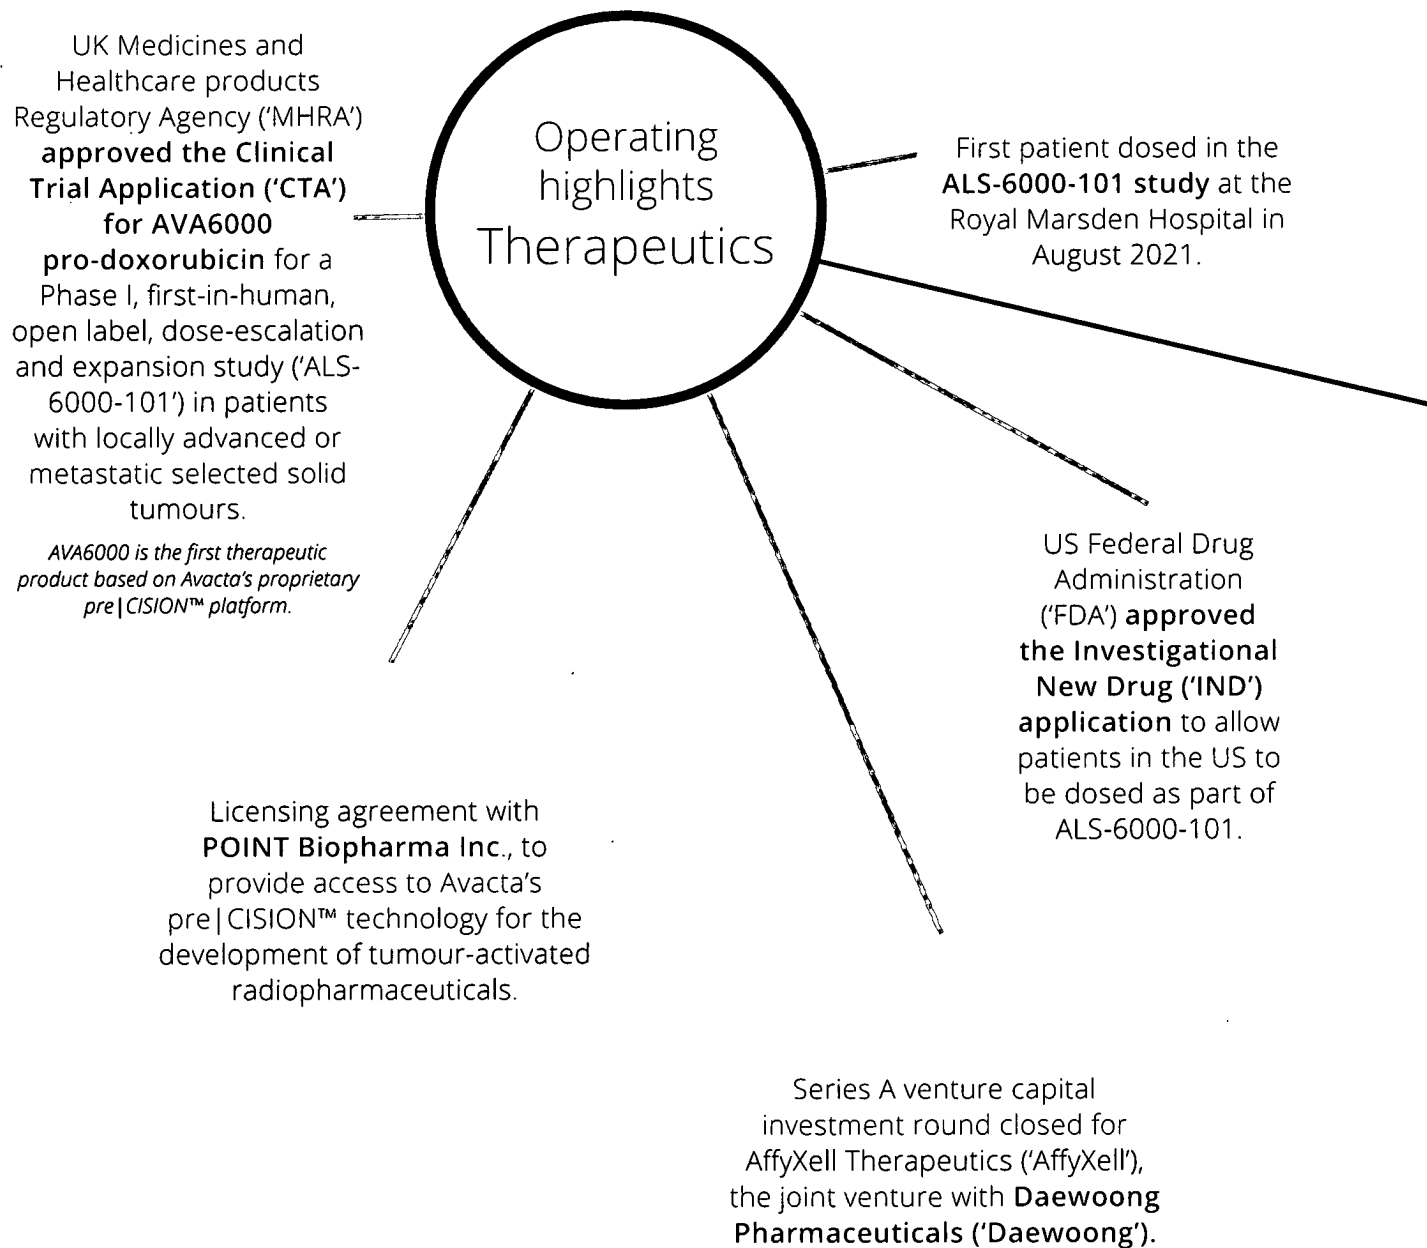 UK Medicines and
Healthcare products
Regulatory Agency (‘MHRA’)
approved the Clinical
Trial Application (‘CTA’)
for AVA6000
pro-doxorubicin for a
Phase I, first-in-human,
open label, dose-escalation
and expansion study (‘ALS-
6000-101’) in patients
with locally advanced or
metastatic selected solid
tumours.
AVA6000 is the first therapeutic
product based on Avacta’s proprietary
pre|CISION™ platform.
Operating
highlights
Therapeutics
First patient dosed in the
ALS-6000-101 study at the
Royal Marsden Hospital in
August 2021.
US Federal Drug
Administration
(‘FDA’) approved
the Investigational
New Drug (‘IND’)
application to allow
patients in the US to
be dosed as part of
ALS-6000-101.
Licensing agreement with
POINT Biopharma Inc., to
provide access to Avacta’s
pre|CISION™ technology for the
development of tumour-activated
radiopharmaceuticals.
Series A venture capital
investment round closed for
AffyXell Therapeutics (‘AffyXell’),
the joint venture with Daewoong
Pharmaceuticals (‘Daewoong’).